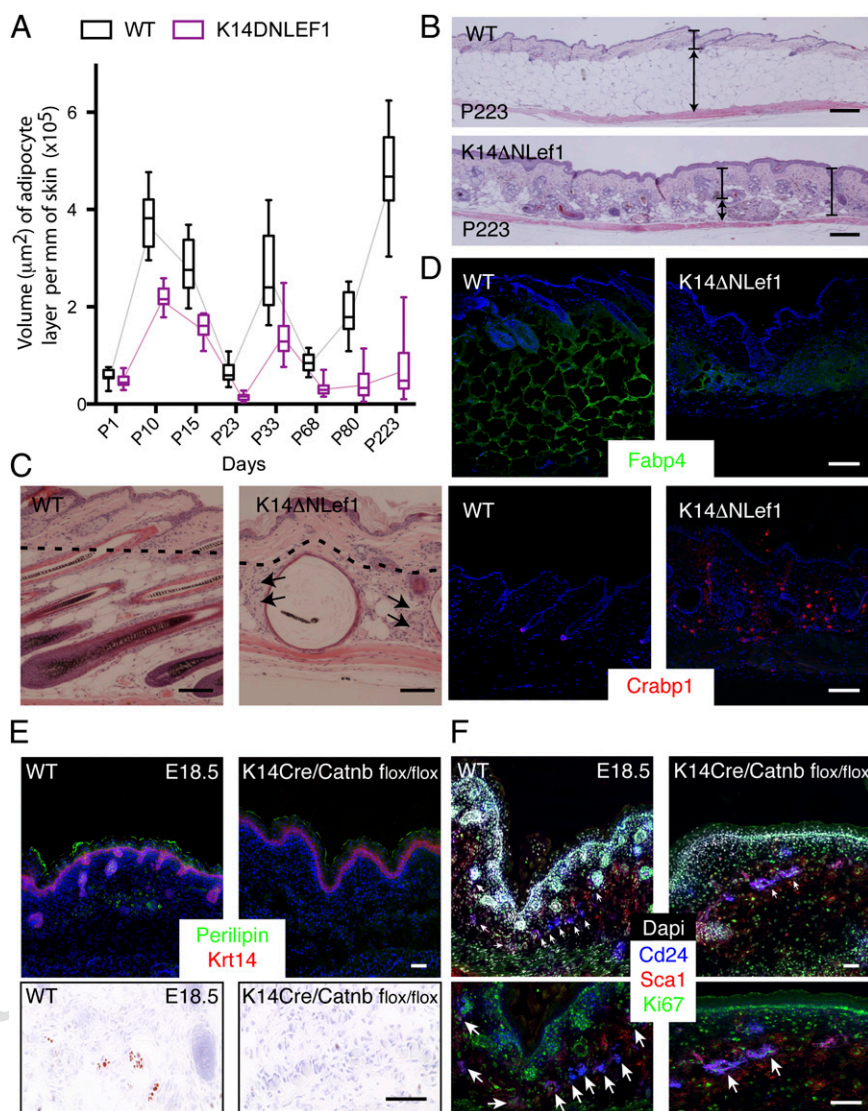 A
WT
K14DNLEF1
Volume (μm²) of adipocyte
layer per mm of skin (x10⁵)
6
4
2
0
P1
P10
P15
P23
P33
P68
P80
P223
Days
B
WT
P223
K14ΔNLef1
P223
C
WT
K14ΔNLef1
D
WT
K14ΔNLef1
Fabp4
WT
K14ΔNLef1
Crabp1
E
WT
E18.5
K14Cre/Catnb flox/flox
Perilipin
Krt14
WT
E18.5
K14Cre/Catnb flox/flox
F
WT
E18.5
K14Cre/Catnb flox/flox
Dapi
Cd24
Sca1
Ki67